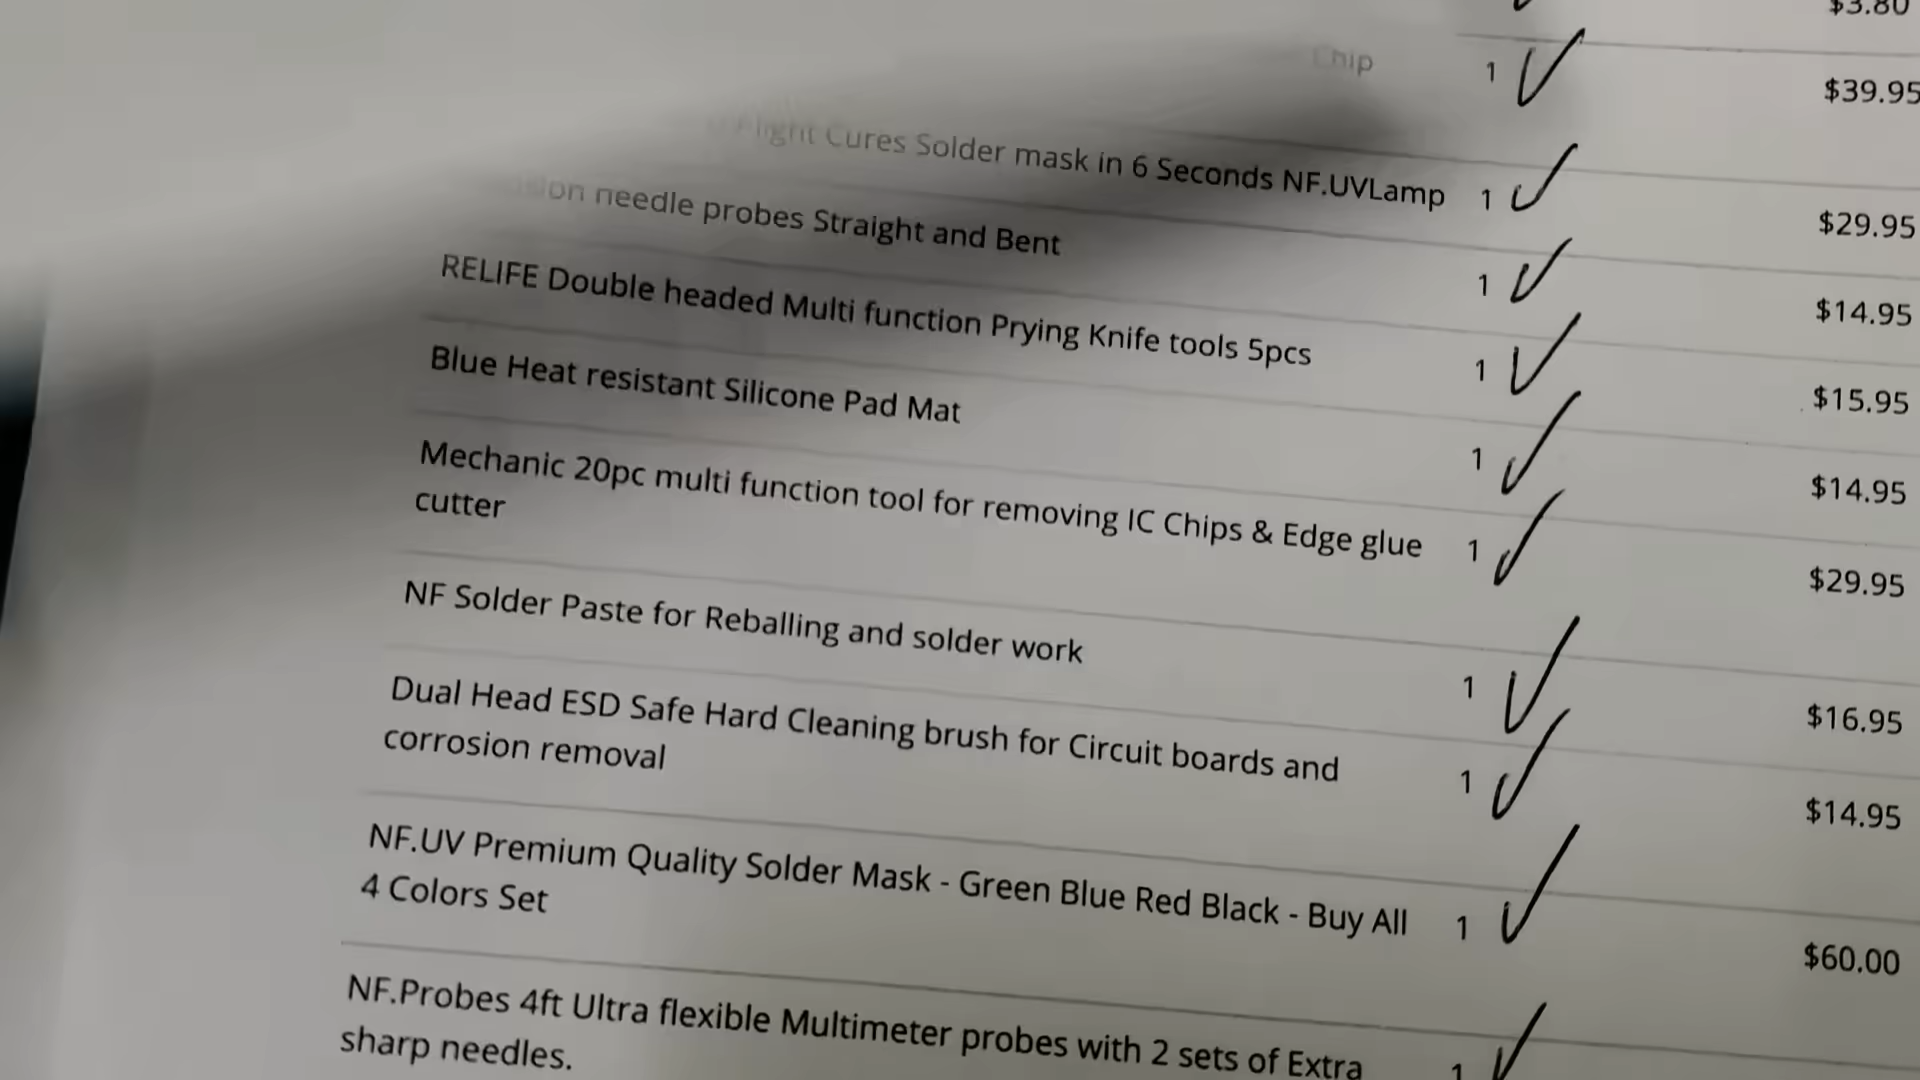 $3.80
Chip 1 $39.95
light Cures Solder mask in 6 Seconds NF.UVLamp 1 $29.95
needle probes Straight and Bent 1 $14.95
RELIFE Double headed Multi function Prying Knife tools 5pcs 1 $15.95
Blue Heat resistant Silicone Pad Mat 1 $14.95
Mechanic 20pc multi function tool for removing IC Chips & Edge glue 1 $29.95
cutter
NF Solder Paste for Reballing and solder work 1 $16.95
Dual Head ESD Safe Hard Cleaning brush for Circuit boards and 1 $14.95
corrosion removal
NF.UV Premium Quality Solder Mask - Green Blue Red Black - Buy All 1 $60.00
4 Colors Set
NF.Probes 4ft Ultra flexible Multimeter probes with 2 sets of Extra 1
sharp needles.